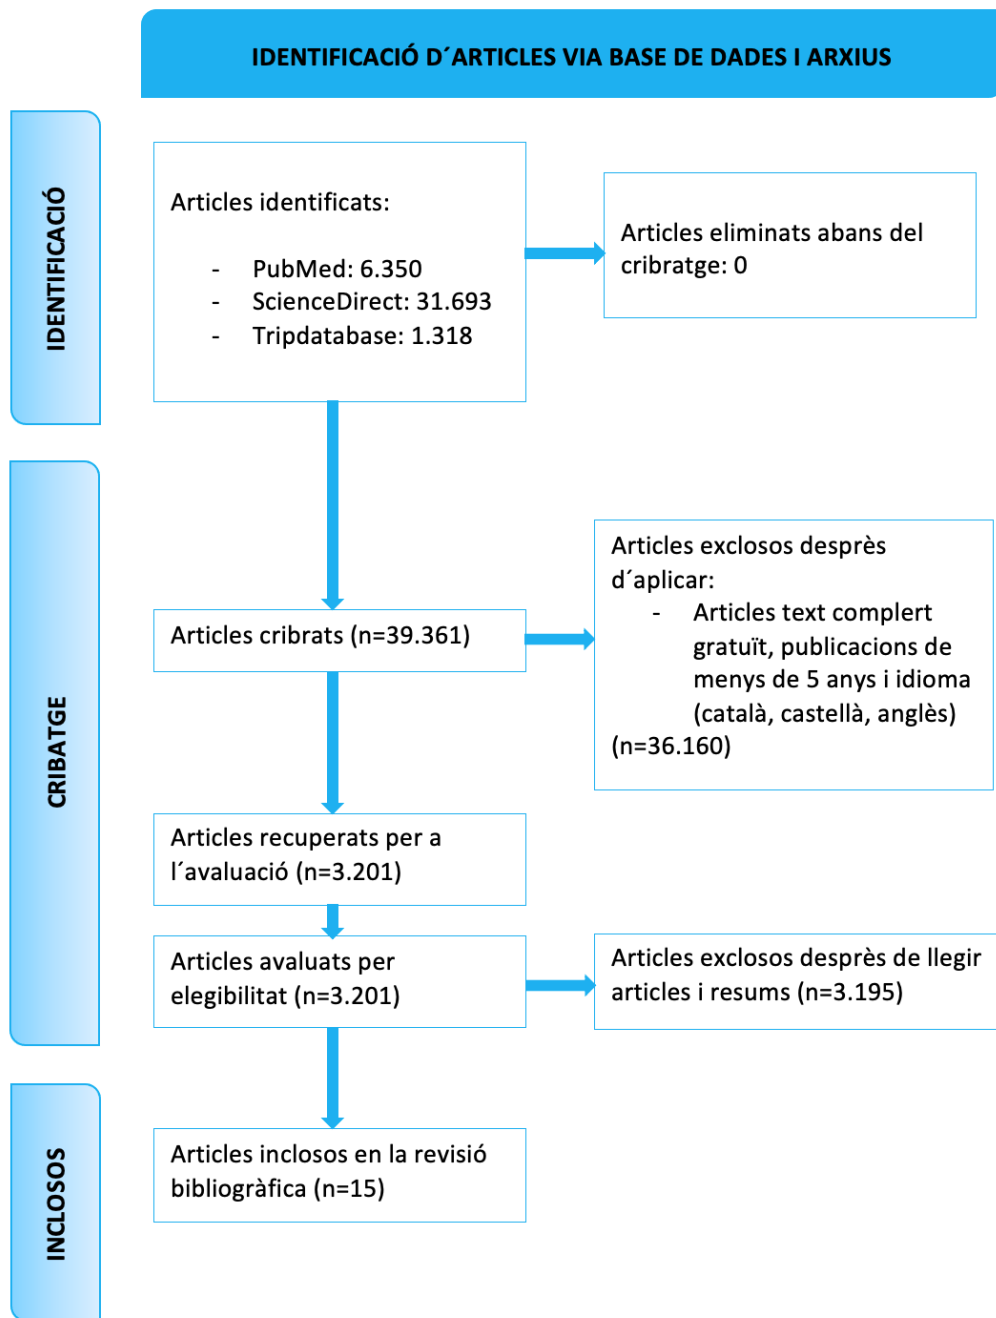 IDENTIFICACIÓ D´ARTICLES VIA BASE DE DADES I ARXIUS
IDENTIFICACIÓ
Articles identificats:
- PubMed: 6.350
- ScienceDirect: 31.693
- Tripdatabase: 1.318
Articles eliminats abans del
cribratge: 0
CRIBATGE
Articles cribrats (n=39.361)
Articles exclosos desprès
d´aplicar:
- Articles text complert
gratuït, publicacions de
menys de 5 anys i idioma
(català, castellà, anglès)
(n=36.160)
Articles recuperats per a
l´avaluació (n=3.201)
Articles avaluats per
elegibilitat (n=3.201)
Articles exclosos desprès de llegir
articles i resums (n=3.195)
INCLOSOS
Articles inclosos en la revisió
bibliogràfica (n=15)